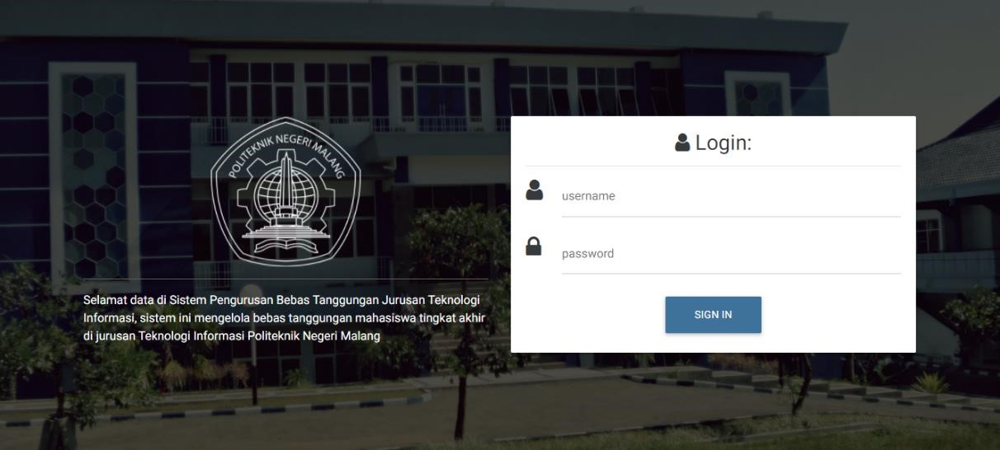 POLITEKNIK NEGERI MALANG
Selamat data di Sistem Pengurusan Bebas Tanggungan Jurusan Teknologi
Informasi, sistem ini mengelola bebas tanggungan mahasiswa tingkat akhir
di jurusan Teknologi Informasi Politeknik Negeri Malang
Login:
username
password
SIGN IN